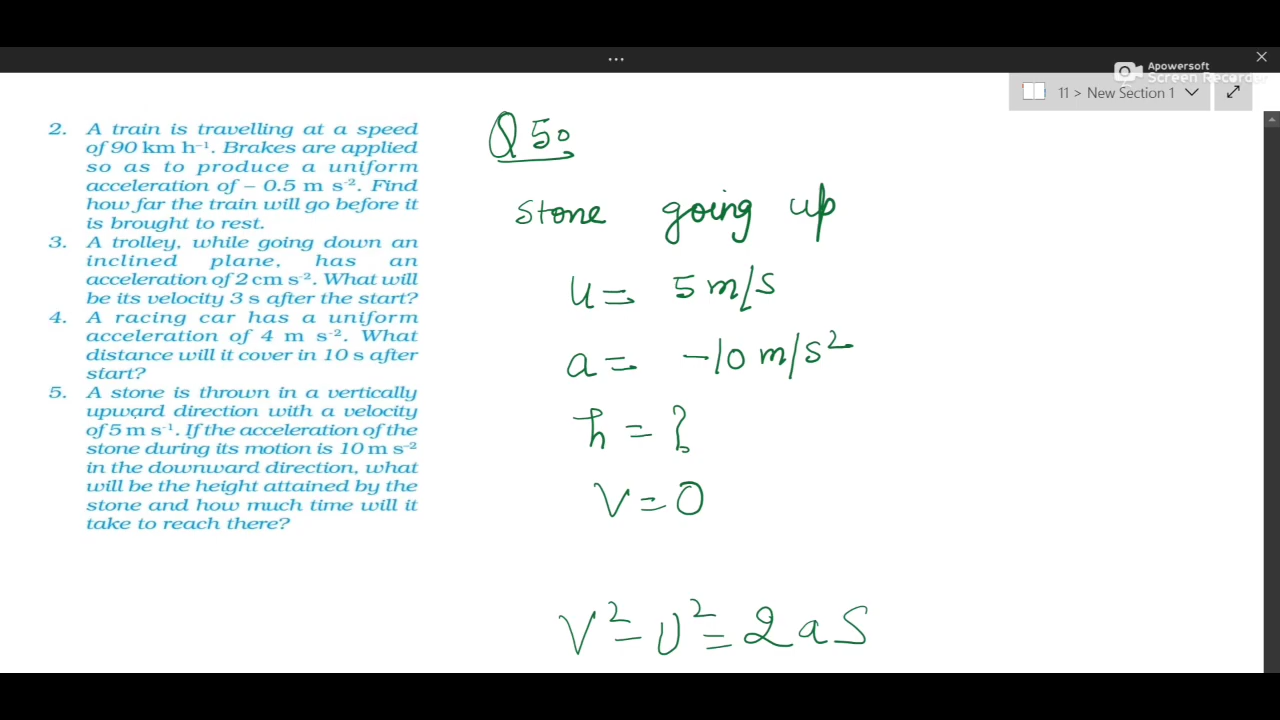 ...
Apowersoft
Screen Recorder
11 > New Section 1
2. A train is travelling at a speed
of 90 km h⁻¹. Brakes are applied
so as to produce a uniform
acceleration of – 0.5 m s⁻². Find
how far the train will go before it
is brought to rest.
3. A trolley, while going down an
inclined plane, has an
acceleration of 2 cm s⁻². What will
be its velocity 3 s after the start?
4. A racing car has a uniform
acceleration of 4 m s⁻². What
distance will it cover in 10 s after
start?
5. A stone is thrown in a vertically
upward direction with a velocity
of 5 m s⁻¹. If the acceleration of the
stone during its motion is 10 m s⁻²
in the downward direction, what
will be the height attained by the
stone and how much time will it
take to reach there?
Q 5o
stone going up
u = 5 m/s
a = -10 m/s²
h = ?
v = 0
v² - u² = 2 a s